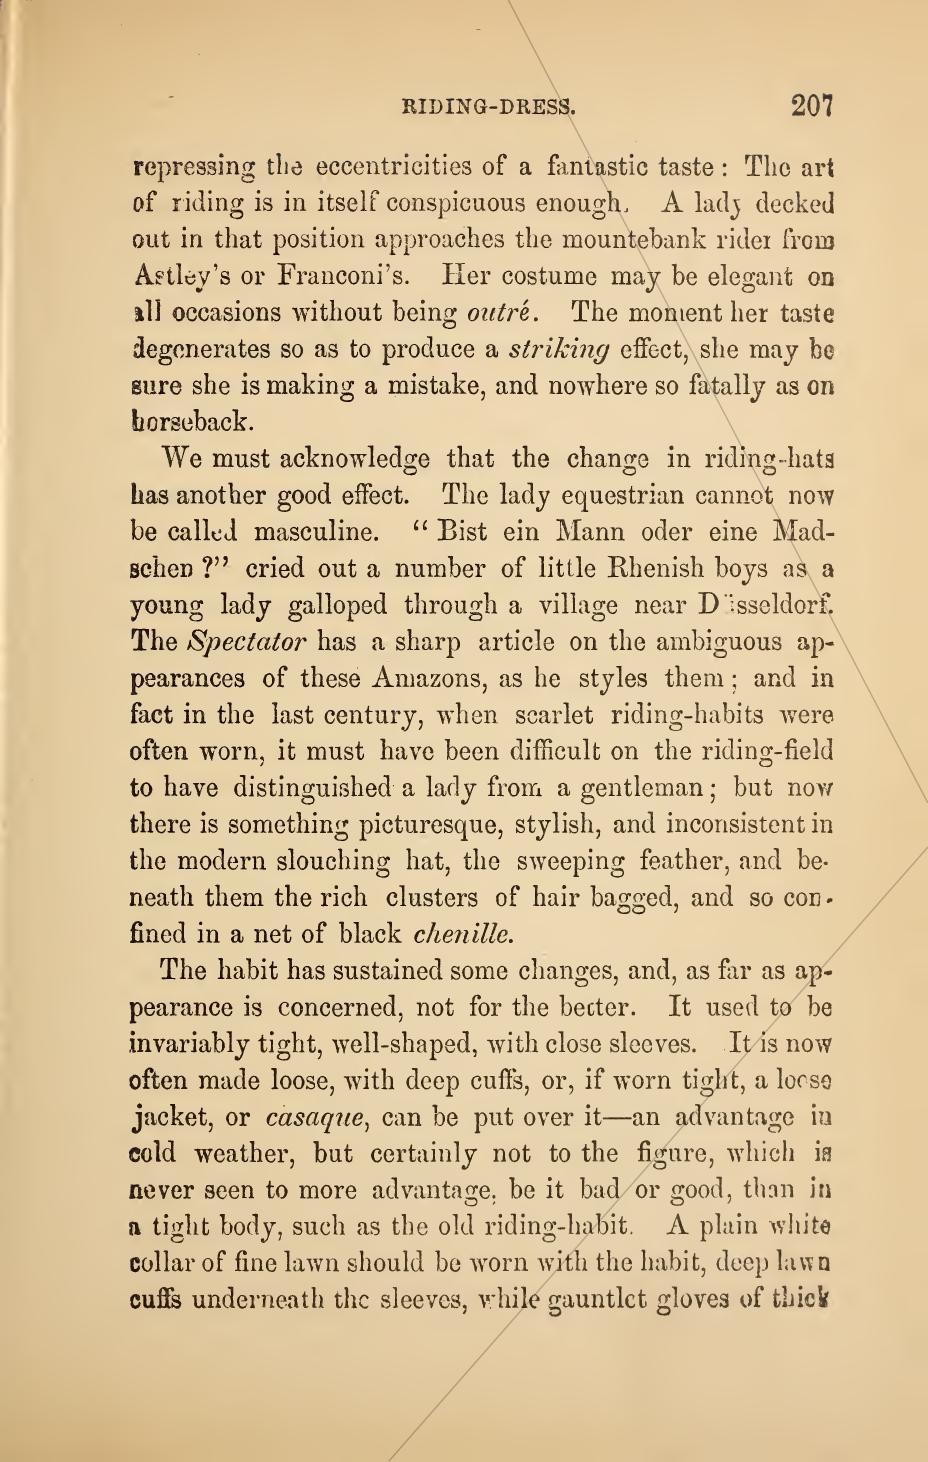 RIDING-DRESS. 207
repressing the eccentricities of a fantastic taste: The art
of riding is in itself conspicuous enough. A lady decked
out in that position approaches the mountebank rider from
Astley's or Franconi's. Her costume may be elegant on
all occasions without being outré. The moment her taste
degenerates so as to produce a striking effect, she may be
sure she is making a mistake, and nowhere so fatally as on
horseback.
We must acknowledge that the change in riding-hats
has another good effect. The lady equestrian cannot now
be called masculine. “Bist ein Mann oder eine Mad-
schen?” cried out a number of little Rhenish boys as a
young lady galloped through a village near Düsseldorf.
The Spectator has a sharp article on the ambiguous ap-
pearances of these Amazons, as he styles them; and in
fact in the last century, when scarlet riding-habits were
often worn, it must have been difficult on the riding-field
to have distinguished a lady from a gentleman; but now
there is something picturesque, stylish, and inconsistent in
the modern slouching hat, the sweeping feather, and be-
neath them the rich clusters of hair bagged, and so con-
fined in a net of black chenille.
The habit has sustained some changes, and, as far as ap-
pearance is concerned, not for the better. It used to be
invariably tight, well-shaped, with close sleeves. It is now
often made loose, with deep cuffs, or, if worn tight, a loose
jacket, or casaque, can be put over it—an advantage in
cold weather, but certainly not to the figure, which is
never seen to more advantage, be it bad or good, than in
a tight body, such as the old riding-habit. A plain white
collar of fine lawn should be worn with the habit, deep lawn
cuffs underneath the sleeves, while gauntlet gloves of thick